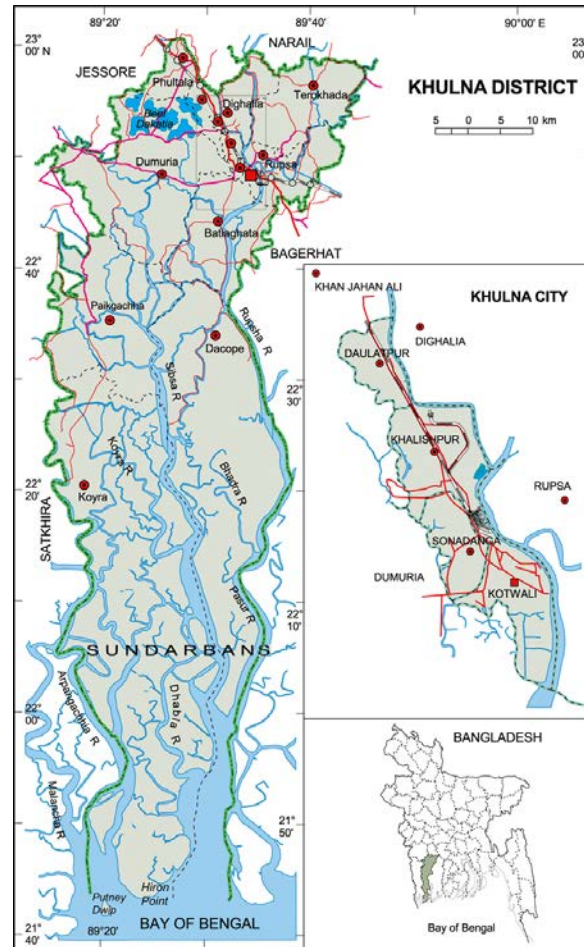 89°20'
89°40'
90°00' E
23°
00' N
23
00
NARAIL
JESSORE
KHULNA DISTRICT
Phultala
Beel
Dakatia
Dighalia
Terokhada
5 0 5 10 km
Dumuria
Rupsa
Batiaghata
BAGERHAT
22°
40'
KHAN JAHAN ALI
KHULNA CITY
DIGHALIA
DAULATPUR
Paikgachha
Dacope
Rupsha R
Sibsa R
22°
30'
KHALISHPUR
Koyra R
Bhadra R
22°
20'
Koyra
SATKHIRA
RUPSA
SONADANGA
DUMURIA
KOTWALI
Pasur R
22°
10'
SUNDARBANS
Arpangachhia R
Dhabla R
22°
00'
BANGLADESH
Malancha R
21°
50'
Hiron
Point
Putney
Dwip
BAY OF BENGAL
Bay of Bengal
21°
40'
89°20'